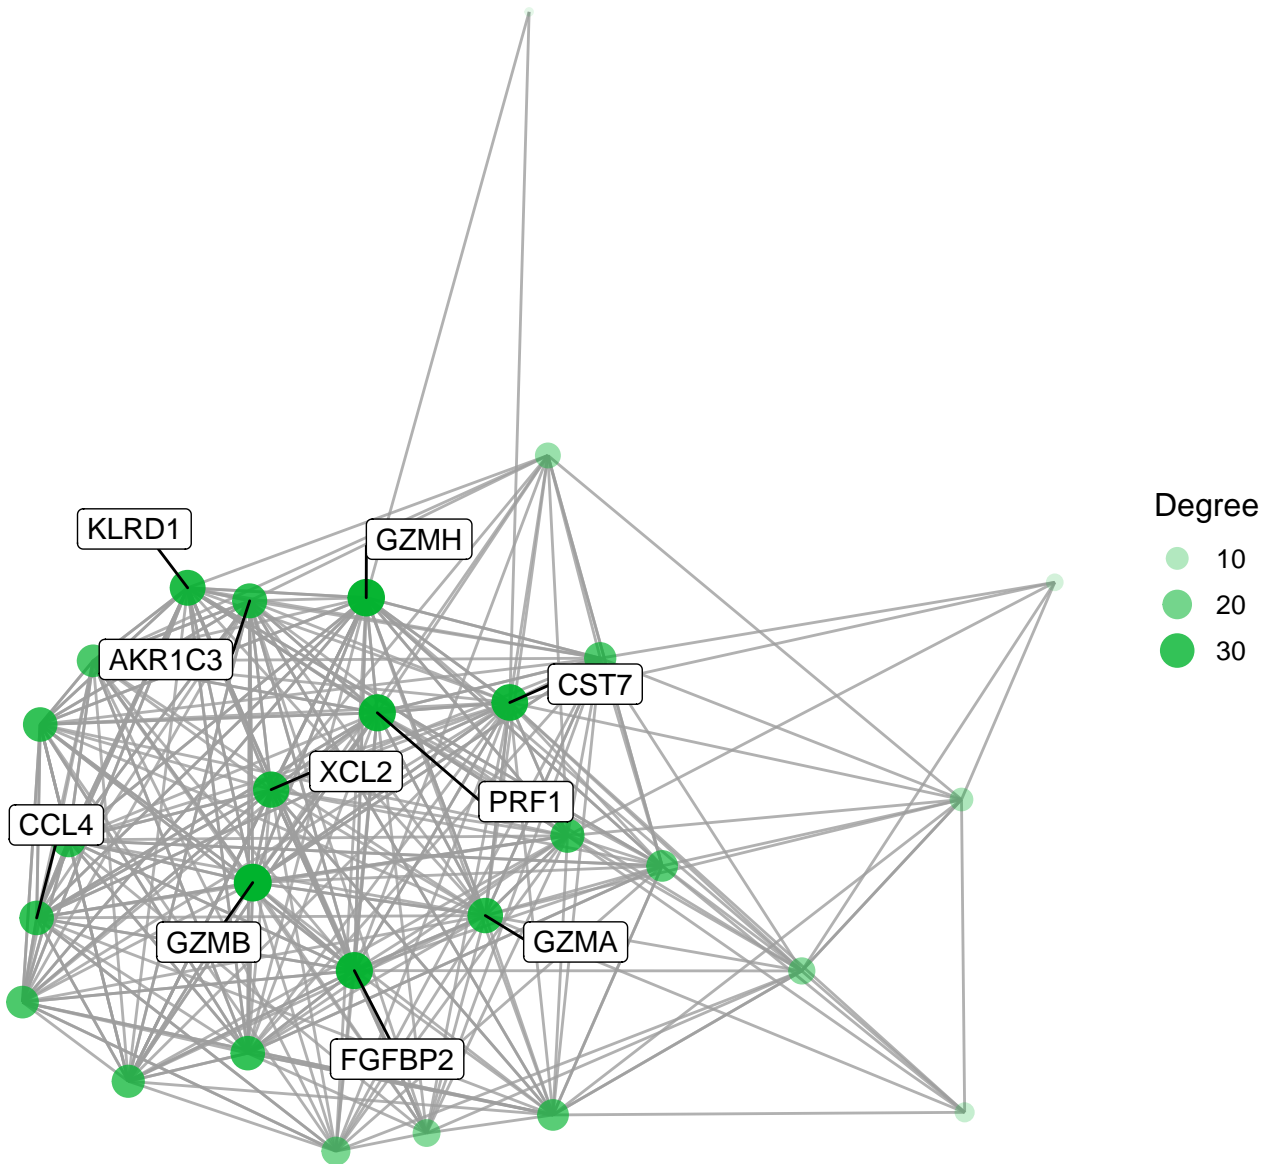 KLRD1
GZMH
AKR1C3
CST7
XCL2
PRF1
CCL4
GZMB
GZMA
FGFBP2
Degree
10
20
30